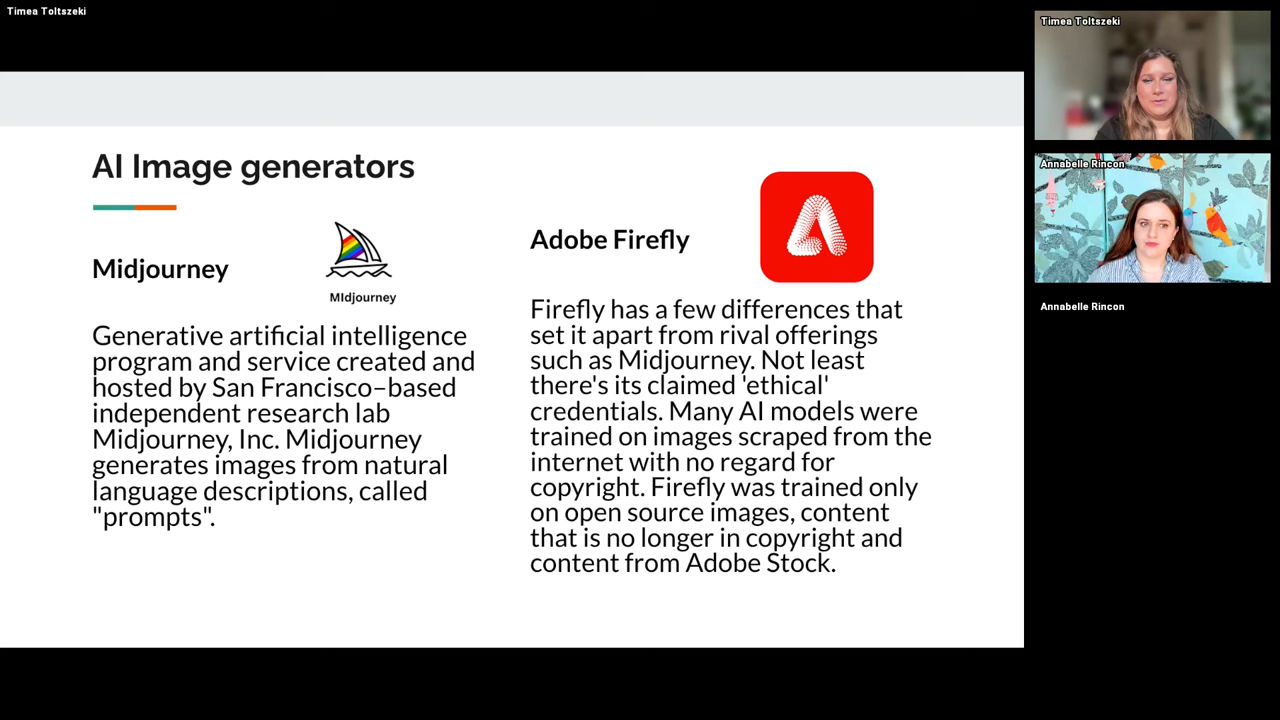 Timea Toltszeki
AI Image generators
Midjourney
MIdjourney
Generative artificial intelligence
program and service created and
hosted by San Francisco–based
independent research lab
Midjourney, Inc. Midjourney
generates images from natural
language descriptions, called
"prompts".
Adobe Firefly
Firefly has a few differences that
set it apart from rival offerings
such as Midjourney. Not least
there's its claimed 'ethical'
credentials. Many AI models were
trained on images scraped from the
internet with no regard for
copyright. Firefly was trained only
on open source images, content
that is no longer in copyright and
content from Adobe Stock.
Timea Toltszeki
Annabelle Rincon
Annabelle Rincon